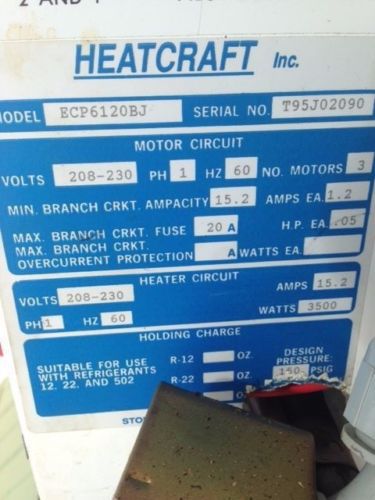 HEATCRAFT Inc.
MODEL ECP6120BJ SERIAL NO. T95J02090
MOTOR CIRCUIT
VOLTS 208-230 PH 1 HZ 60 NO. MOTORS 3
MIN. BRANCH CRKT. AMPACITY 15.2 AMPS EA. 1.2
MAX. BRANCH CRKT. FUSE 20 A H.P. EA. .05
MAX. BRANCH CRKT.
OVERCURRENT PROTECTION A WATTS EA.
HEATER CIRCUIT
VOLTS 208-230 AMPS 15.2
PH 1 HZ 60 WATTS 3500
HOLDING CHARGE
SUITABLE FOR USE
WITH REFRIGERANTS
12, 22, AND 502
R-12 OZ.
R-22 OZ.
OZ.
DESIGN
PRESSURE:
150 PSIG